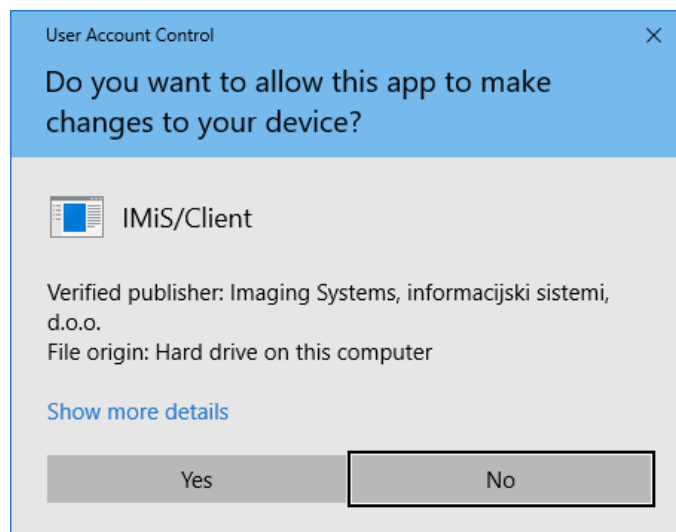 User Account Control
Do you want to allow this app to make
changes to your device?
IMiS/Client
Verified publisher: Imaging Systems, informacijski sistemi,
d.o.o.
File origin: Hard drive on this computer
Show more details
Yes
No